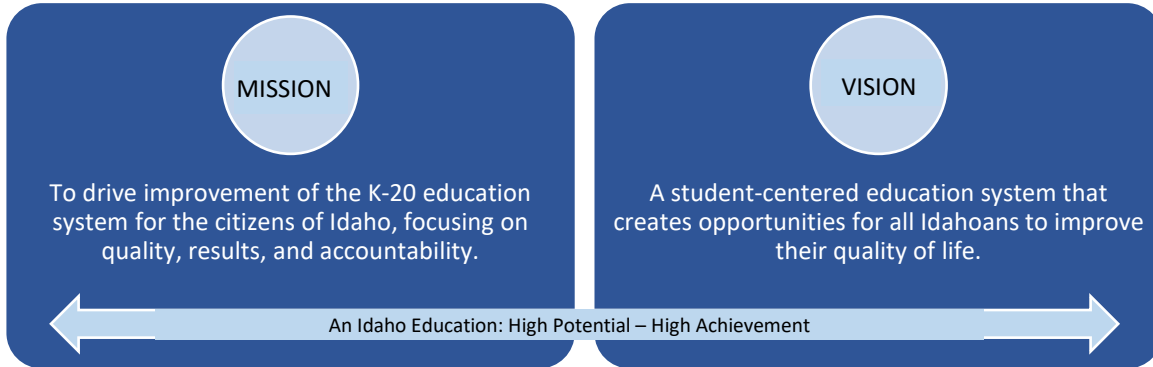 MISSION
To drive improvement of the K-20 education
system for the citizens of Idaho, focusing on
quality, results, and accountability.
VISION
A student-centered education system that
creates opportunities for all Idahoans to improve
their quality of life.
An Idaho Education: High Potential – High Achievement